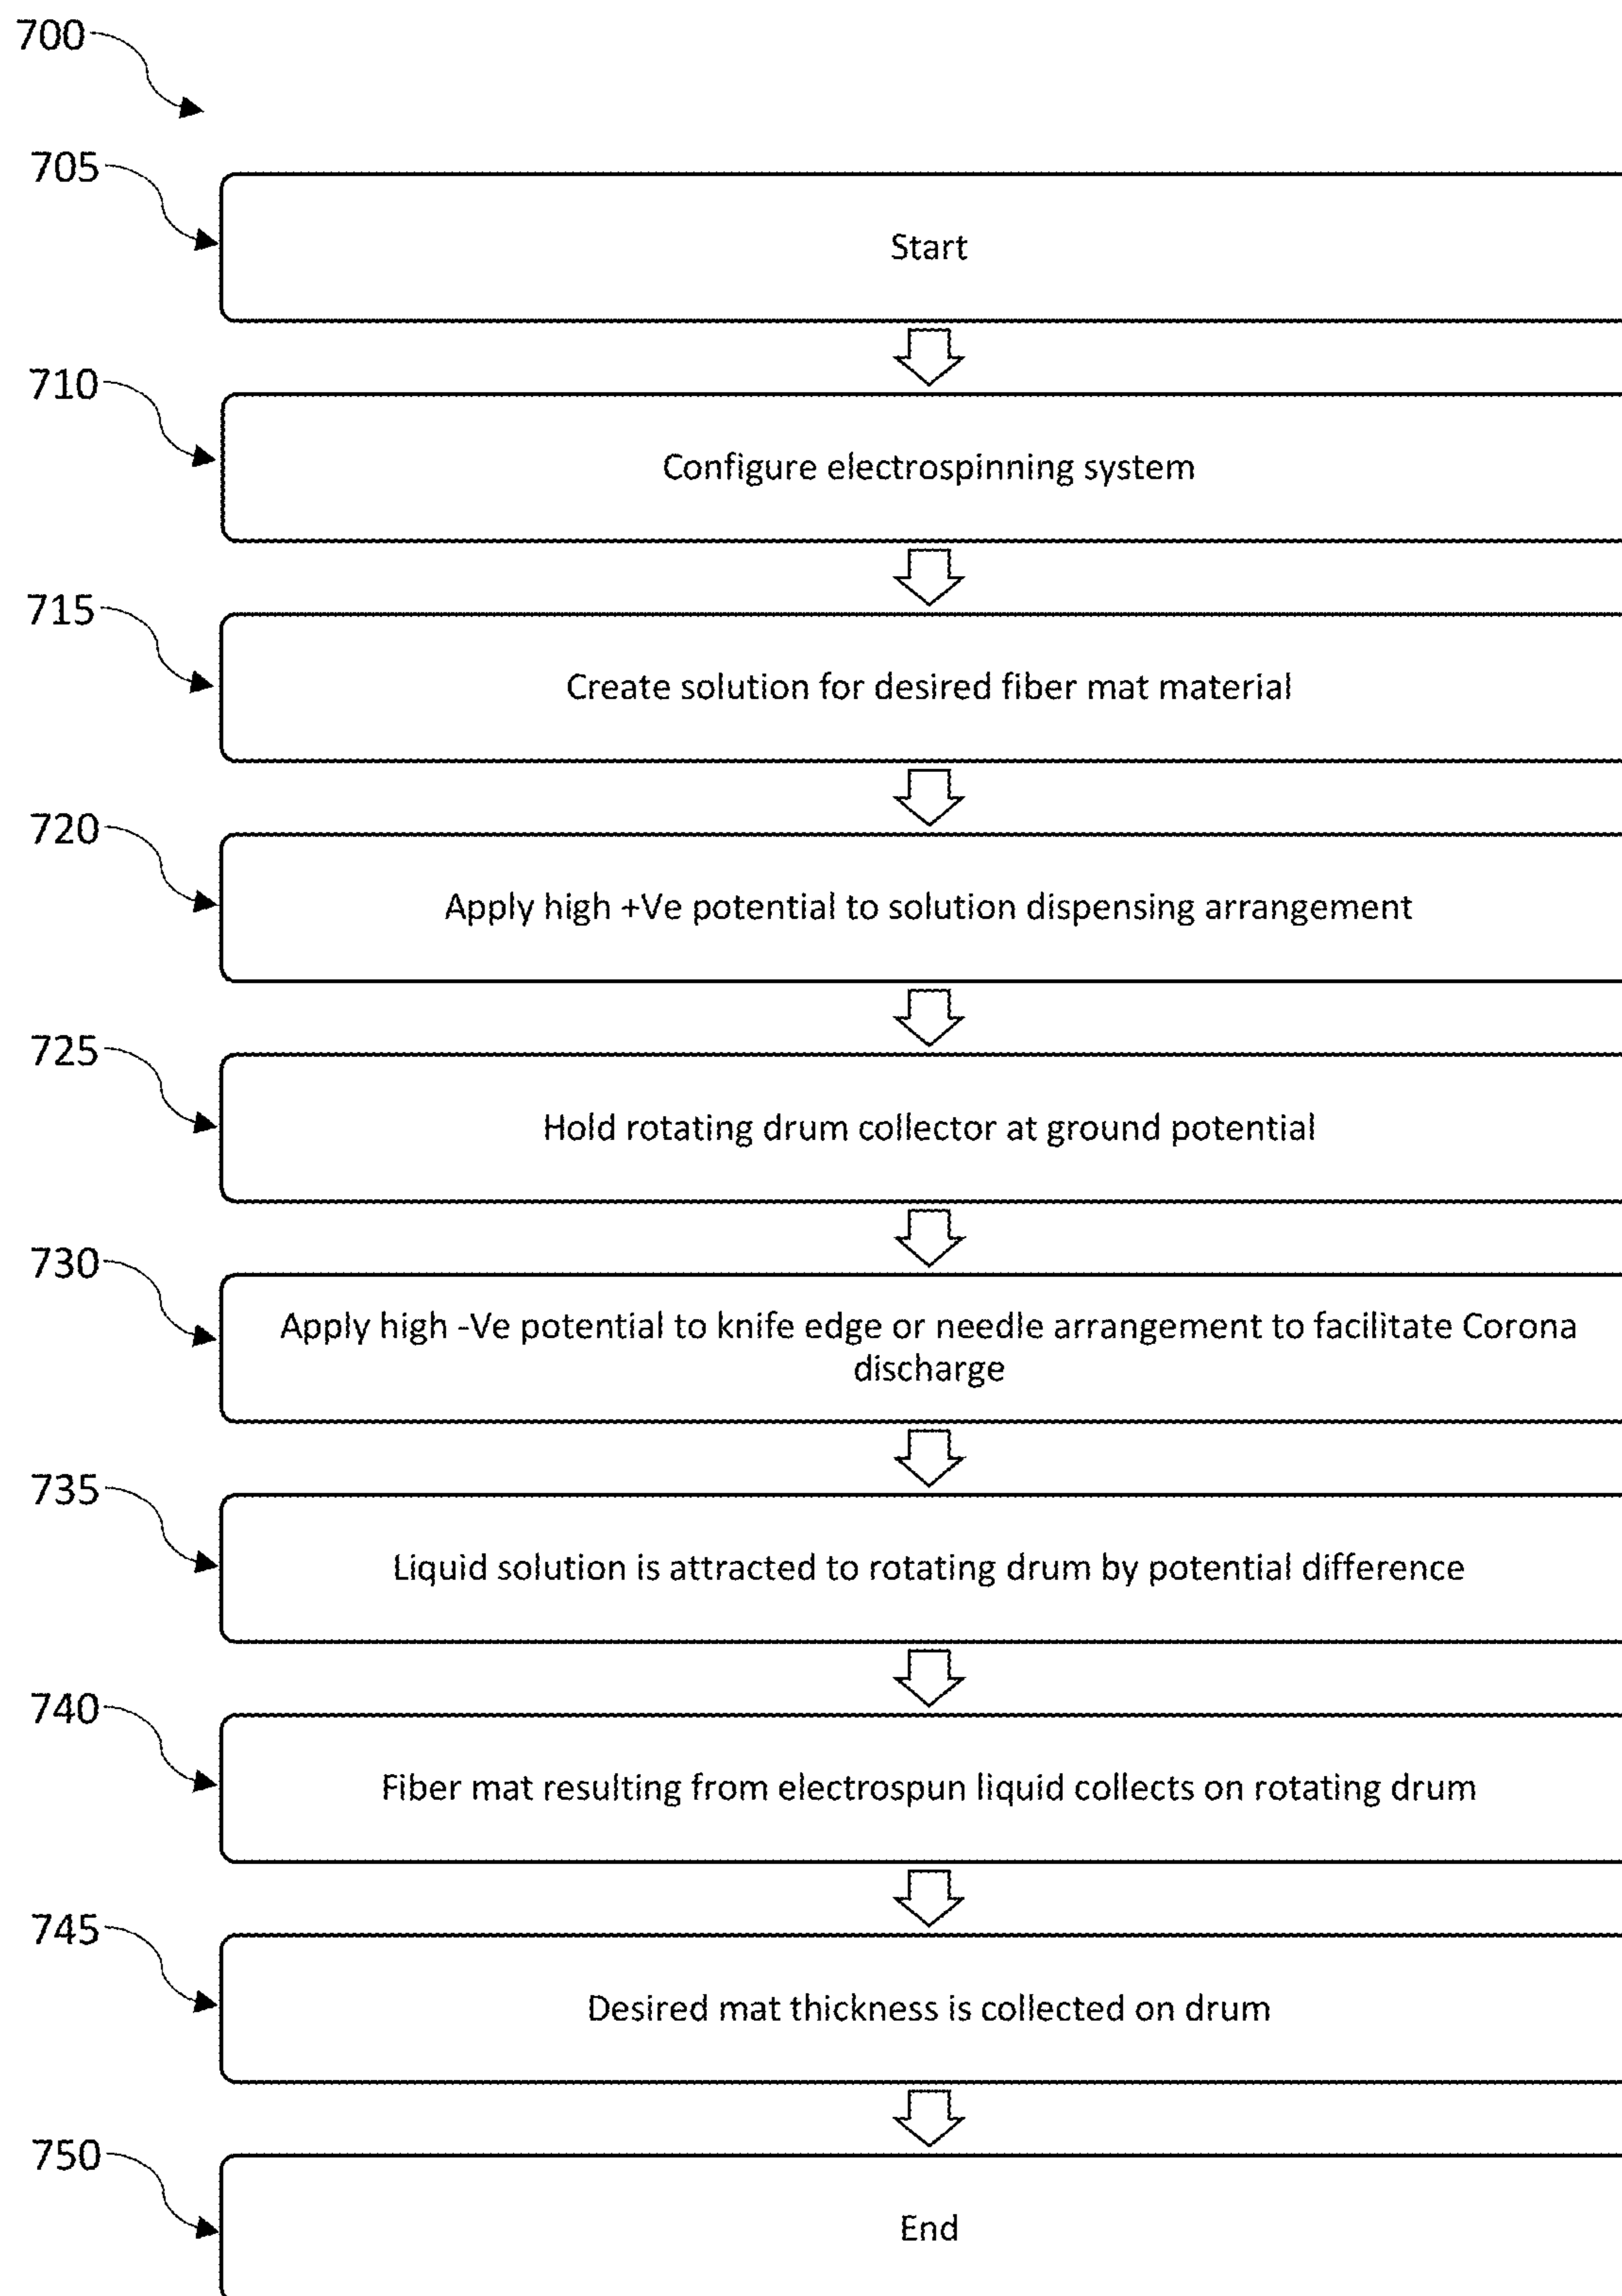 700
705
Start
710
Configure electrospinning system
715
Create solution for desired fiber mat material
720
Apply high +Ve potential to solution dispensing arrangement
725
Hold rotating drum collector at ground potential
730
Apply high -Ve potential to knife edge or needle arrangement to facilitate Corona
discharge
735
Liquid solution is attracted to rotating drum by potential difference
740
Fiber mat resulting from electrospun liquid collects on rotating drum
745
Desired mat thickness is collected on drum
750
End